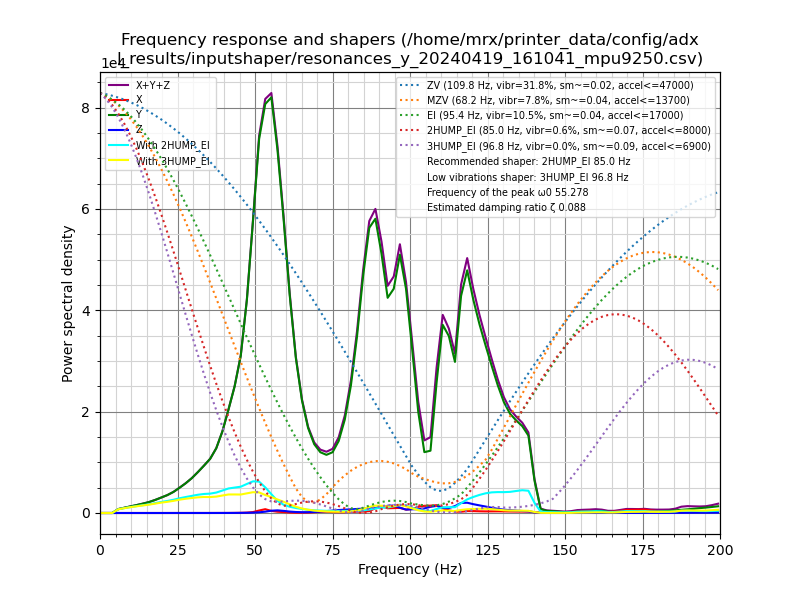 Frequency response and shapers (/home/mrx/printer_data/config/adx
l_results/inputshaper/resonances_y_20240419_161041_mpu9250.csv)
1e4
X+Y+Z
X
Y
Z
With 2HUMP_EI
With 3HUMP_EI
ZV (109.8 Hz, vibr=31.8%, sm~=0.02, accel<=47000)
MZV (68.2 Hz, vibr=7.8%, sm~=0.04, accel<=13700)
EI (95.4 Hz, vibr=10.5%, sm~=0.04, accel<=17000)
2HUMP_EI (85.0 Hz, vibr=0.6%, sm~=0.07, accel<=8000)
3HUMP_EI (96.8 Hz, vibr=0.0%, sm~=0.09, accel<=6900)
Recommended shaper: 2HUMP_EI 85.0 Hz
Low vibrations shaper: 3HUMP_EI 96.8 Hz
Frequency of the peak ω0 55.278
Estimated damping ratio ζ 0.088
Power spectral density
8
6
4
2
0
0 25 50 75 100 125 150 175 200
Frequency (Hz)